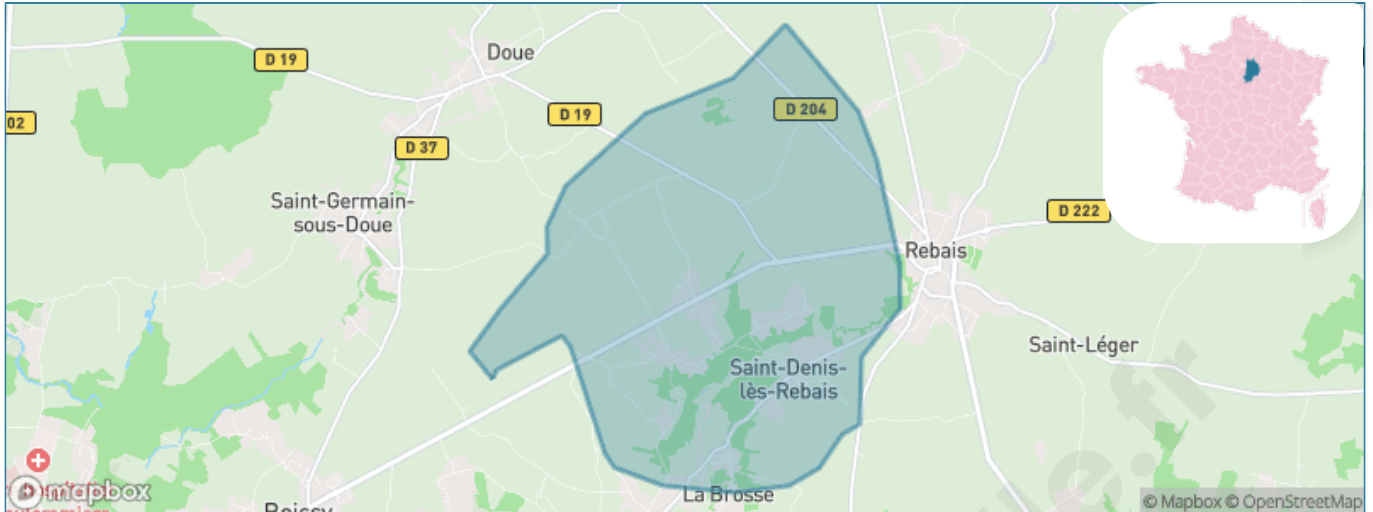 Doue
D 19
D 19
D 204
02
D 37
Saint-Germain-
sous-Doue
D 222
Rebais
Saint-Léger
Saint-Denis-
lès-Rebais
La Brosse
mapbox
Boissy
© Mapbox © OpenStreetMap